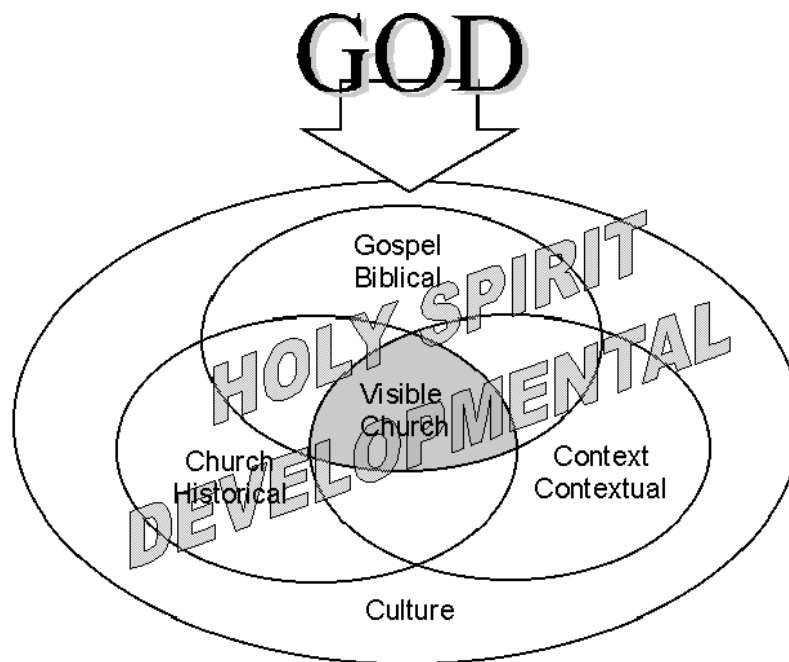 GOD
Gospel
Biblical
HOLY SPIRIT
Visible
Church
DEVELOPMENTAL
Church
Historical
Context
Contextual
Culture